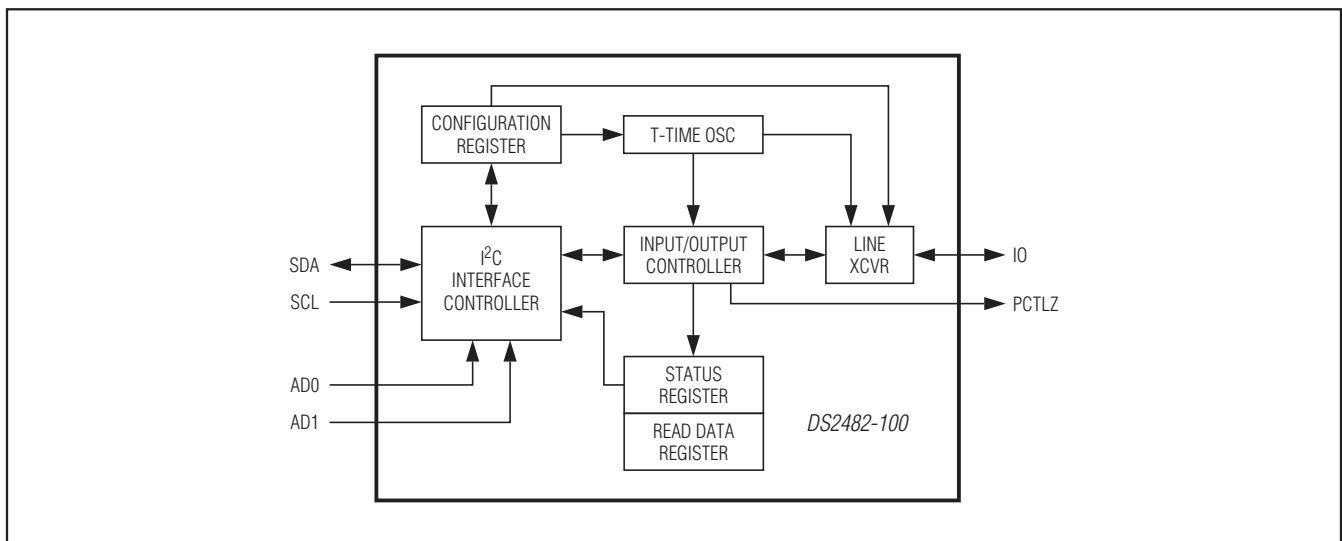 CONFIGURATION
REGISTER
T-TIME OSC
SDA
SCL
AD0
AD1
I²C
INTERFACE
CONTROLLER
INPUT/OUTPUT
CONTROLLER
LINE
XCVR
IO
PCTLZ
STATUS
REGISTER
READ DATA
REGISTER
DS2482-100